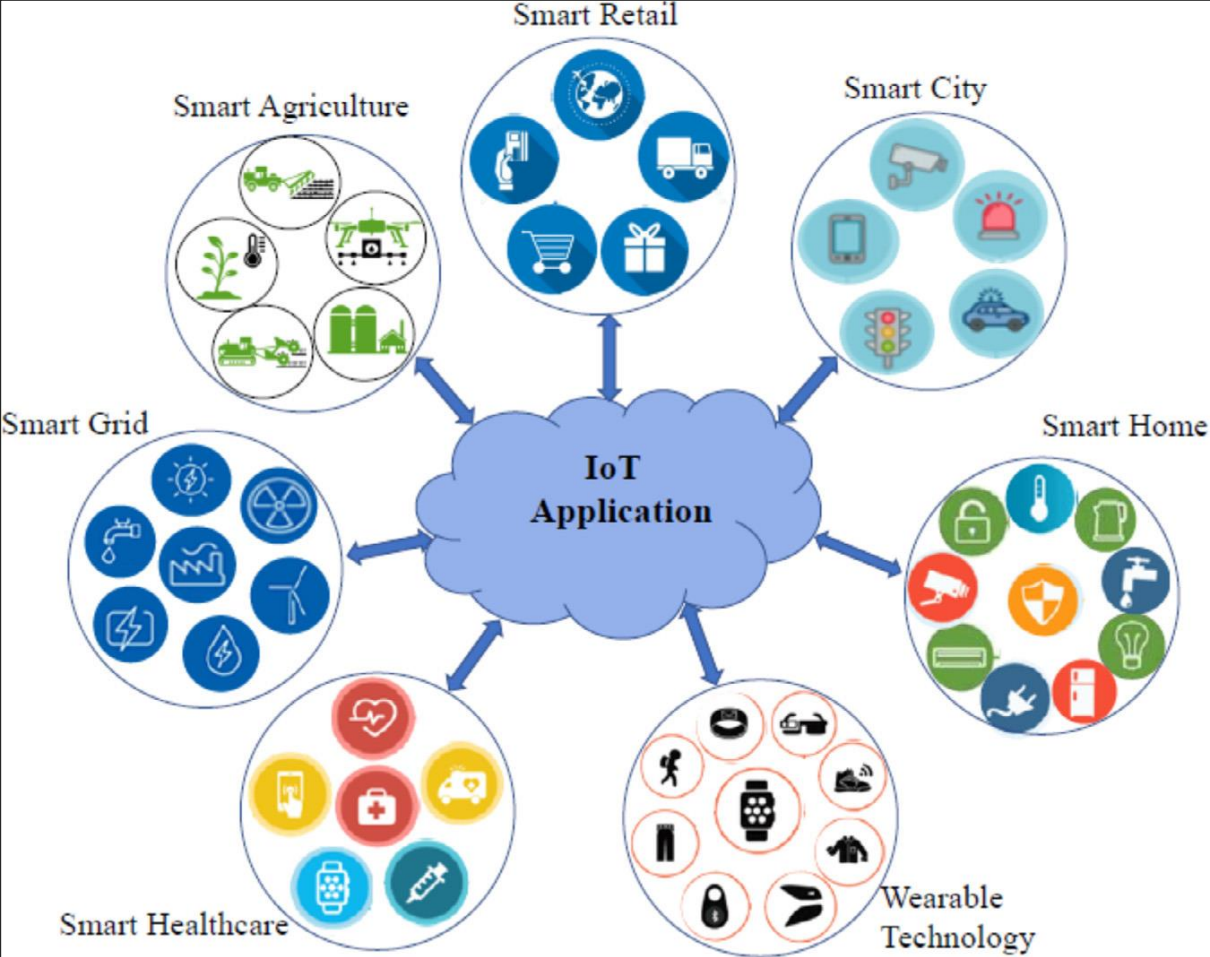 Smart Retail
Smart Agriculture
Smart City
Smart Grid
Smart Home
IoT
Application
Smart Healthcare
Wearable
Technology